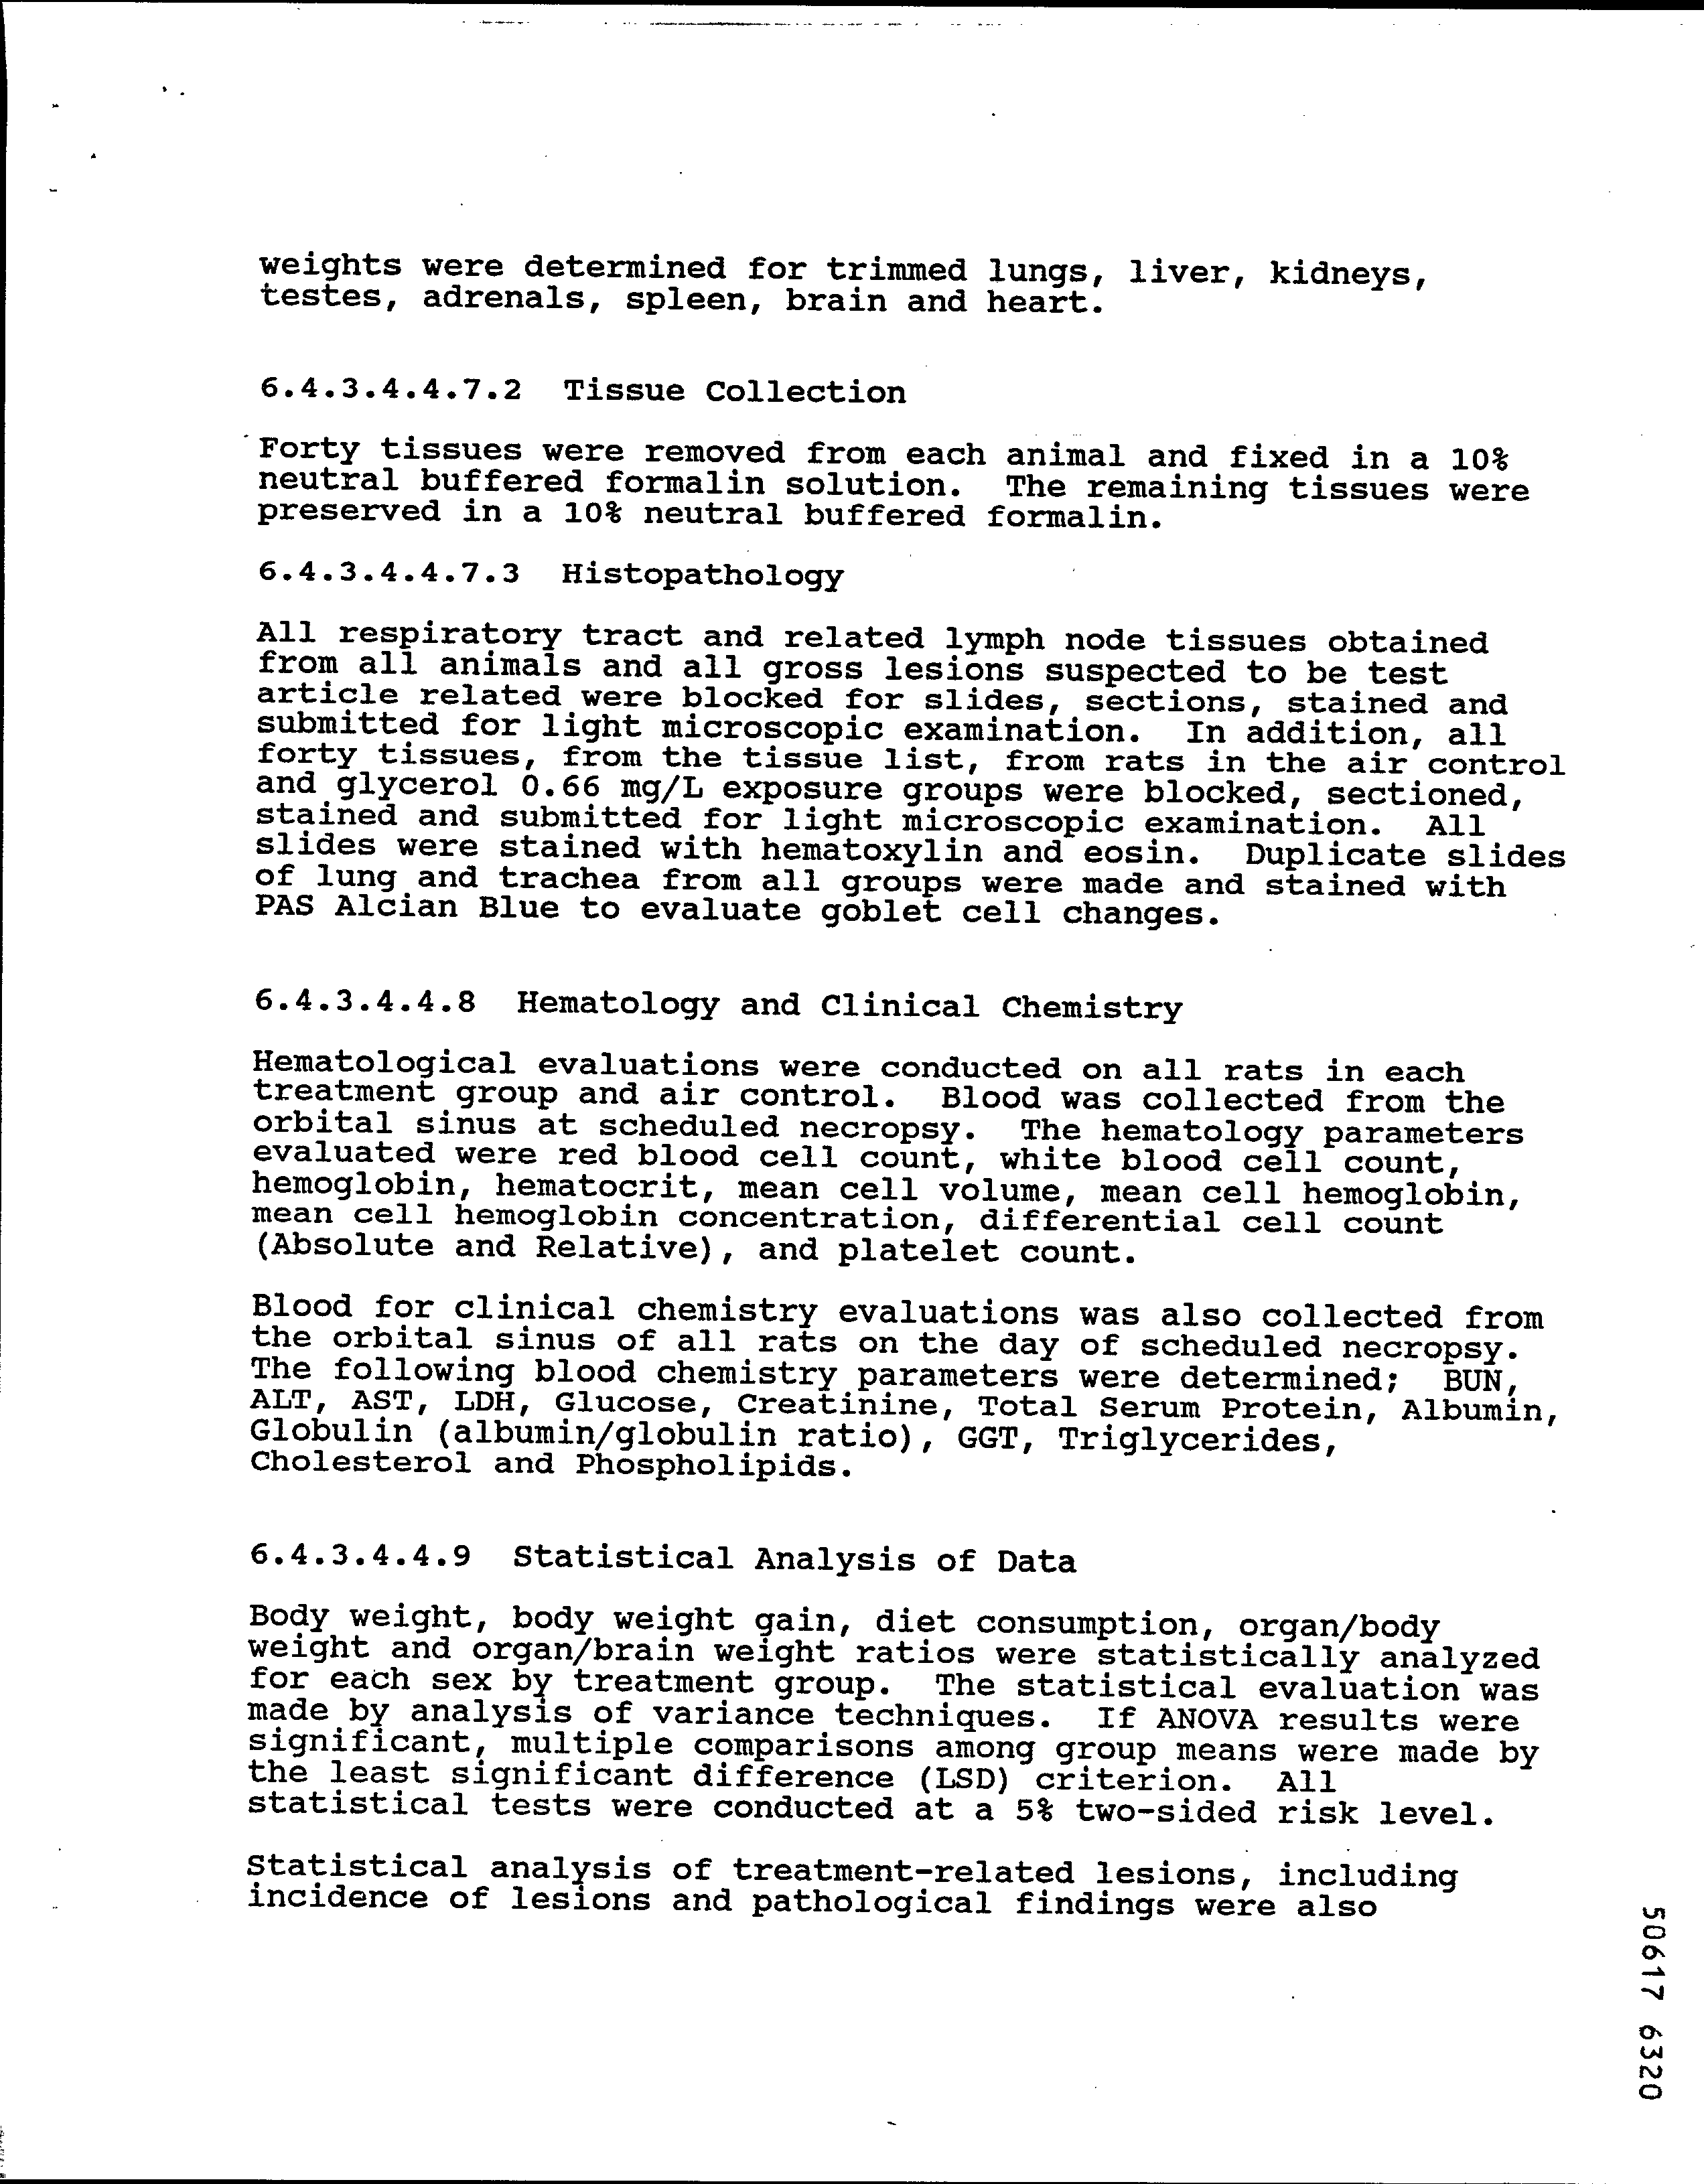 weights were determined for trimmed lungs, liver, kidneys,
testes, adrenals, spleen, brain and heart.
6.4.3.4.4.7.2 Tissue Collection
Forty tissues were removed from each animal and fixed in a 10%
neutral buffered formalin solution. The remaining tissues were
preserved in a 10% neutral buffered formalin.
6.4.3.4.4.7.3 Histopathology
All respiratory tract and related lymph node tissues obtained
from all animals and all gross lesions suspected to be test
article related were blocked for slides, sections, stained and
submitted for light microscopic examination. In addition, all
forty tissues, from the tissue list, from rats in the air control
and glycerol 0.66 mg/L exposure groups were blocked, sectioned,
stained and submitted for light microscopic examination. All
slides were stained with hematoxylin and eosin. Duplicate slides
of lung and trachea from all groups were made and stained with
PAS Alcian Blue to evaluate goblet cell changes.
6.4.3.4.4.8 Hematology and Clinical Chemistry
Hematological evaluations were conducted on all rats in each
treatment group and air control. Blood was collected from the
orbital sinus at scheduled necropsy. The hematology parameters
evaluated were red blood cell count, white blood cell count,
hemoglobin, hematocrit, mean cell volume, mean cell hemoglobin,
mean cell hemoglobin concentration, differential cell count
(Absolute and Relative), and platelet count.
Blood for clinical chemistry evaluations was also collected from
the orbital sinus of all rats on the day of scheduled necropsy.
The following blood chemistry parameters were determined; BUN,
ALT, AST, LDH, Glucose, Creatinine, Total Serum Protein, Albumin,
Globulin (albumin/globulin ratio), GGT, Triglycerides,
Cholesterol and Phospholipids.
6.4.3.4.4.9 Statistical Analysis of Data
Body weight, body weight gain, diet consumption, organ/body
weight and organ/brain weight ratios were statistically analyzed
for each sex by treatment group. The statistical evaluation was
made by analysis of variance techniques. If ANOVA results were
significant, multiple comparisons among group means were made by
the least significant difference (LSD) criterion. All
statistical tests were conducted at a 5% two-sided risk level.
Statistical analysis of treatment-related lesions, including
incidence of lesions and pathological findings were also
50617 6320